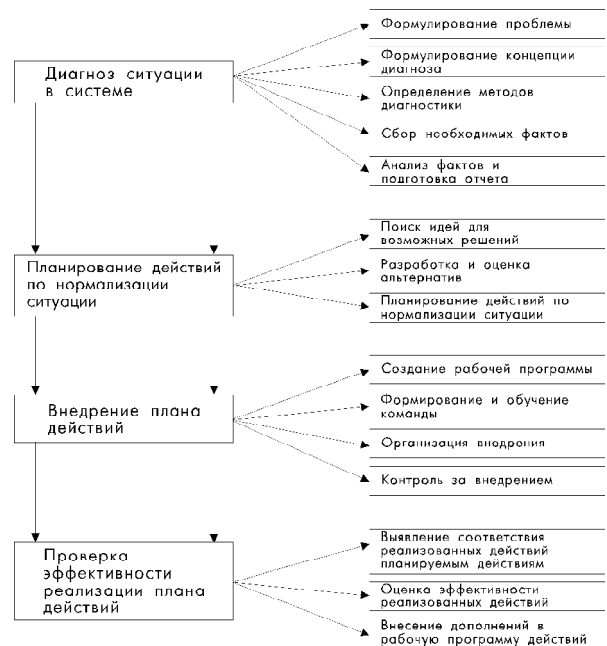 Диагноз ситуации
в системе
Формулирование проблемы
Формулирование концепции
диагноза
Определение методов
диагностики
Сбор необходимых фактов
Анализ фактов и
подготовка отчета
Планирование действий
по нормализации
ситуации
Поиск идей для
возможных решений
Разработка и оценка
альтернатив
Планирование действий по
нормализации ситуации
Внедрение плана
действий
Создание рабочей программы
Формирование и обучение
команды
Организация внедрения
Контроль за внедрением
Проверка
эффективности
реализации плана
действий
Выявление соответствия
реализованных действий
планируемым действиям
Оценка эффективности
реализованных действий
Внесение дополнений в
рабочую программу действий